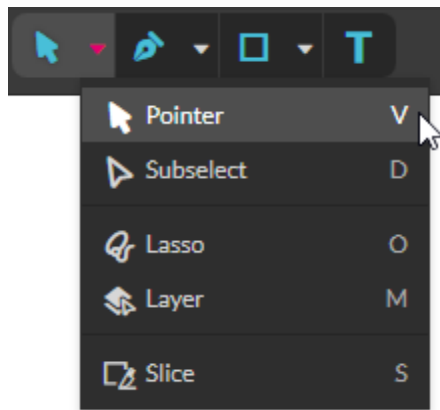 T
Pointer V
Subselect D
Lasso O
Layer M
Slice S